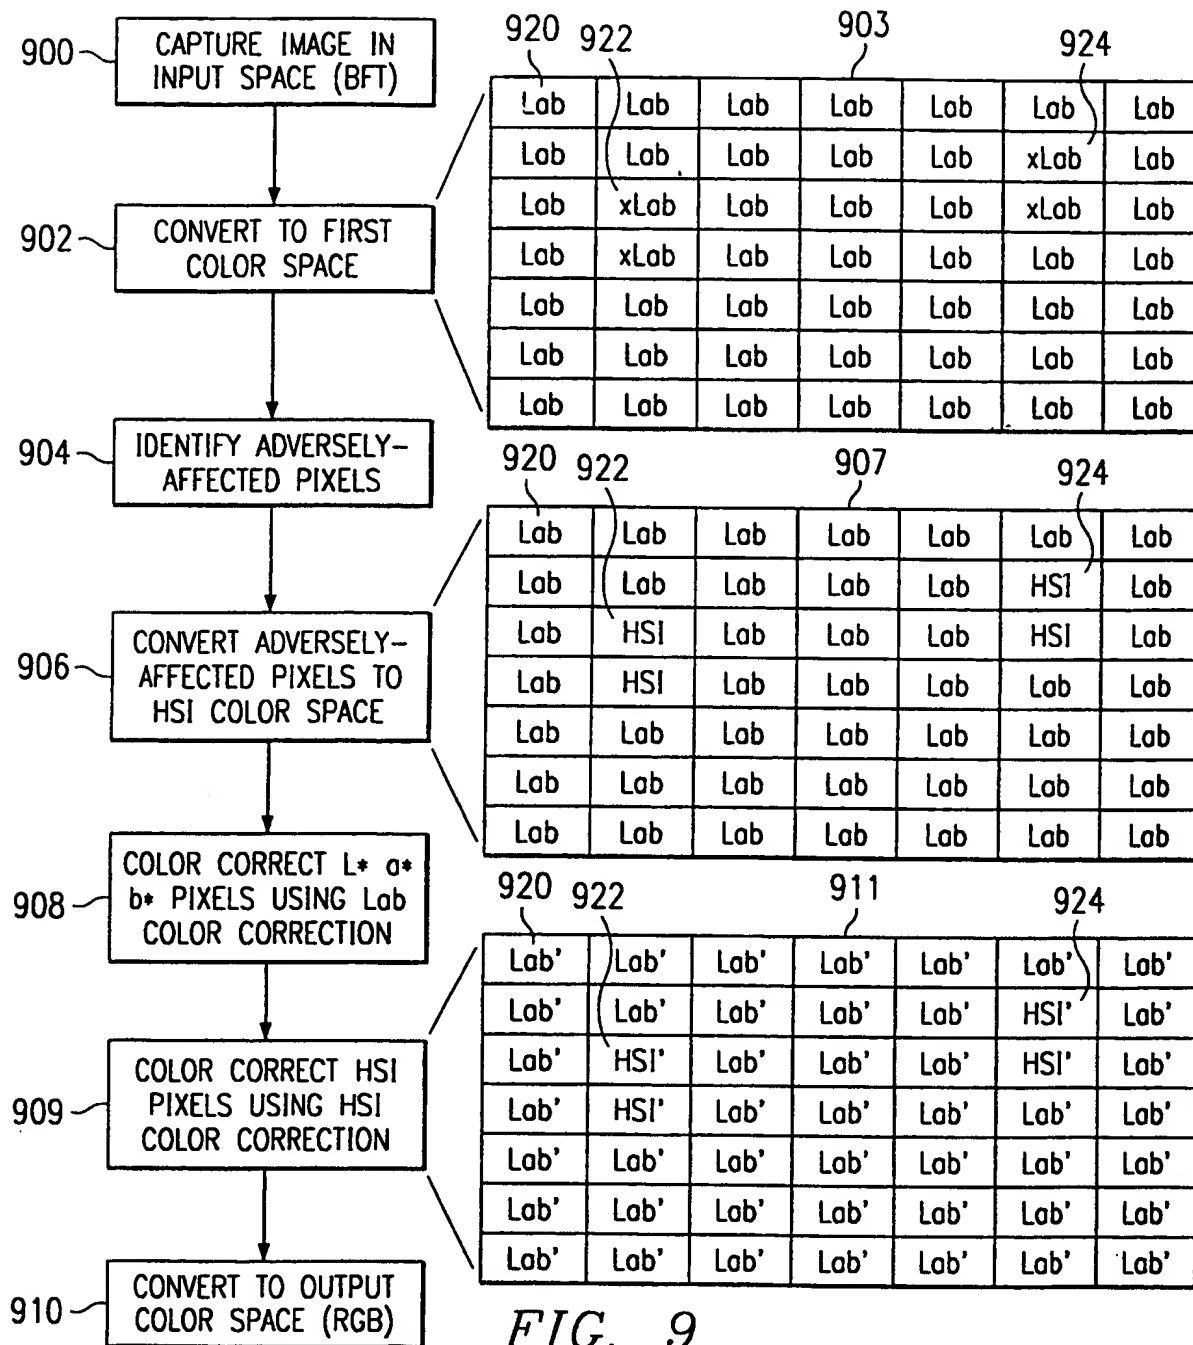 900
CAPTURE IMAGE IN
INPUT SPACE (BFT)
902
CONVERT TO FIRST
COLOR SPACE
904
IDENTIFY ADVERSELY-
AFFECTED PIXELS
906
CONVERT ADVERSELY-
AFFECTED PIXELS TO
HSI COLOR SPACE
908
COLOR CORRECT L* a*
b* PIXELS USING Lab
COLOR CORRECTION
909
COLOR CORRECT HSI
PIXELS USING HSI
COLOR CORRECTION
910
CONVERT TO OUTPUT
COLOR SPACE (RGB)
920 922 903 924
Lab Lab Lab Lab Lab Lab Lab
Lab Lab Lab Lab Lab xLab Lab
Lab xLab Lab Lab Lab xLab Lab
Lab xLab Lab Lab Lab Lab Lab
Lab Lab Lab Lab Lab Lab Lab
Lab Lab Lab Lab Lab Lab Lab
Lab Lab Lab Lab Lab Lab Lab
920 922 907 924
Lab Lab Lab Lab Lab Lab Lab
Lab Lab Lab Lab Lab HSI Lab
Lab HSI Lab Lab Lab HSI Lab
Lab HSI Lab Lab Lab Lab Lab
Lab Lab Lab Lab Lab Lab Lab
Lab Lab Lab Lab Lab Lab Lab
Lab Lab Lab Lab Lab Lab Lab
920 922 911 924
Lab' Lab' Lab' Lab' Lab' Lab' Lab'
Lab' Lab' Lab' Lab' Lab' HSI' Lab'
Lab' HSI' Lab' Lab' Lab' HSI' Lab'
Lab' HSI' Lab' Lab' Lab' Lab' Lab'
Lab' Lab' Lab' Lab' Lab' Lab' Lab'
Lab' Lab' Lab' Lab' Lab' Lab' Lab'
Lab' Lab' Lab' Lab' Lab' Lab' Lab'
FIG. 9